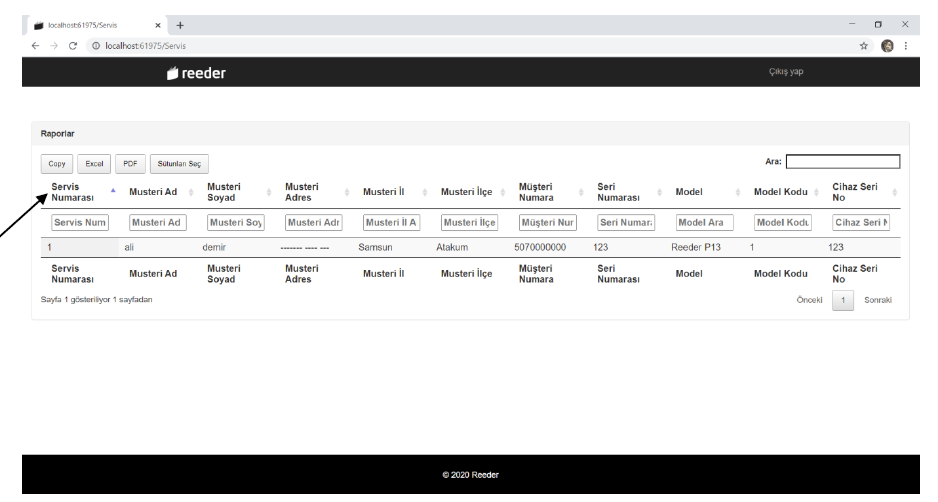 localhost:61975/Servis
localhost:61975/Servis
reeder
Çıkış yap
Raporlar
Copy Excel PDF Sütunları Seç
Ara:
Servis Numarası Musteri Ad Musteri Soyad Musteri Adres Musteri İl Musteri İlçe Müşteri Numara Seri Numarası Model Model Kodu Cihaz Seri No
Servis Num Musteri Ad Musteri Soy Musteri Adr Musteri İl A Musteri İlçe Müşteri Nur Seri Numara Model Ara Model Kodu Cihaz Seri N
1 ali demir ------- ---- --- Samsun Atakum 5070000000 123 Reeder P13 1 123
Servis Numarası Musteri Ad Musteri Soyad Musteri Adres Musteri İl Musteri İlçe Müşteri Numara Seri Numarası Model Model Kodu Cihaz Seri No
Sayfa 1 gösteriliyor 1 sayfadan
Önceki 1 Sonraki
© 2020 Reeder